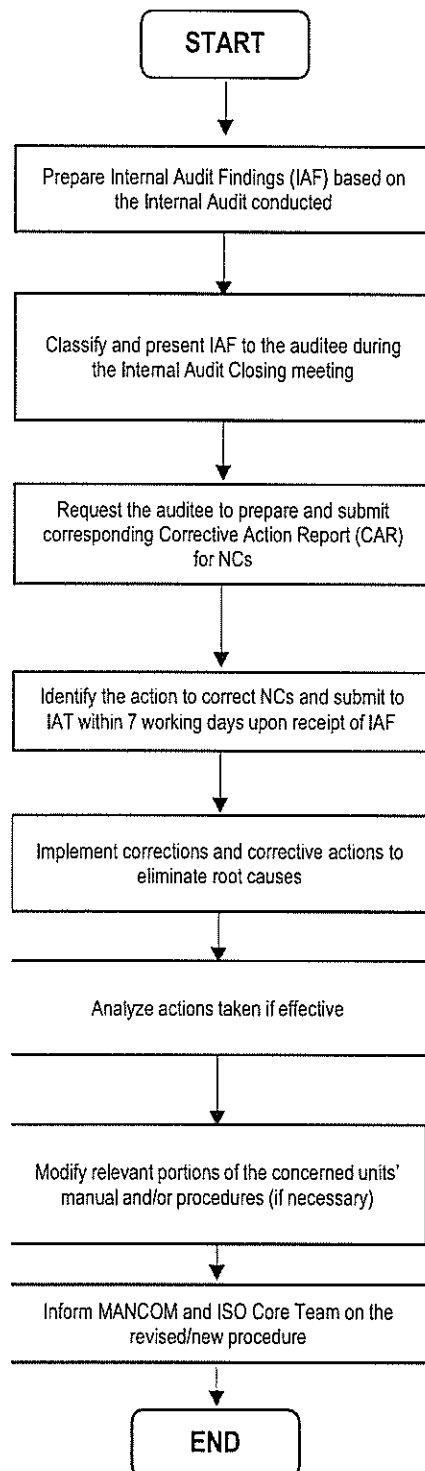 START
Prepare Internal Audit Findings (IAF) based on
the Internal Audit conducted
Classify and present IAF to the auditee during
the Internal Audit Closing meeting
Request the auditee to prepare and submit
corresponding Corrective Action Report (CAR)
for NCs
Identify the action to correct NCs and submit to
IAT within 7 working days upon receipt of IAF
Implement corrections and corrective actions to
eliminate root causes
Analyze actions taken if effective
Modify relevant portions of the concerned units'
manual and/or procedures (if necessary)
Inform MANCOM and ISO Core Team on the
revised/new procedure
END